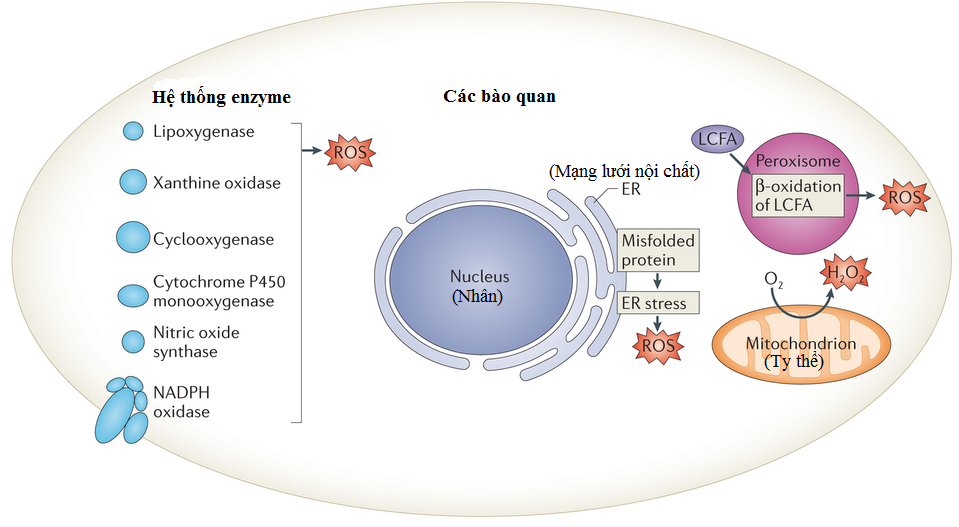 Hệ thống enzyme
Lipoxygenase
Xanthine oxidase
Cyclooxygenase
Cytochrome P450
monooxygenase
Nitric oxide
synthase
NADPH
oxidase
ROS
Các bào quan
Nucleus
(Nhân)
(Mạng lưới nội chất)
ER
Misfolded
protein
ER stress
ROS
LCFA
Peroxisome
β-oxidation
of LCFA
ROS
O₂
H₂O₂
Mitochondrion
(Ty thể)